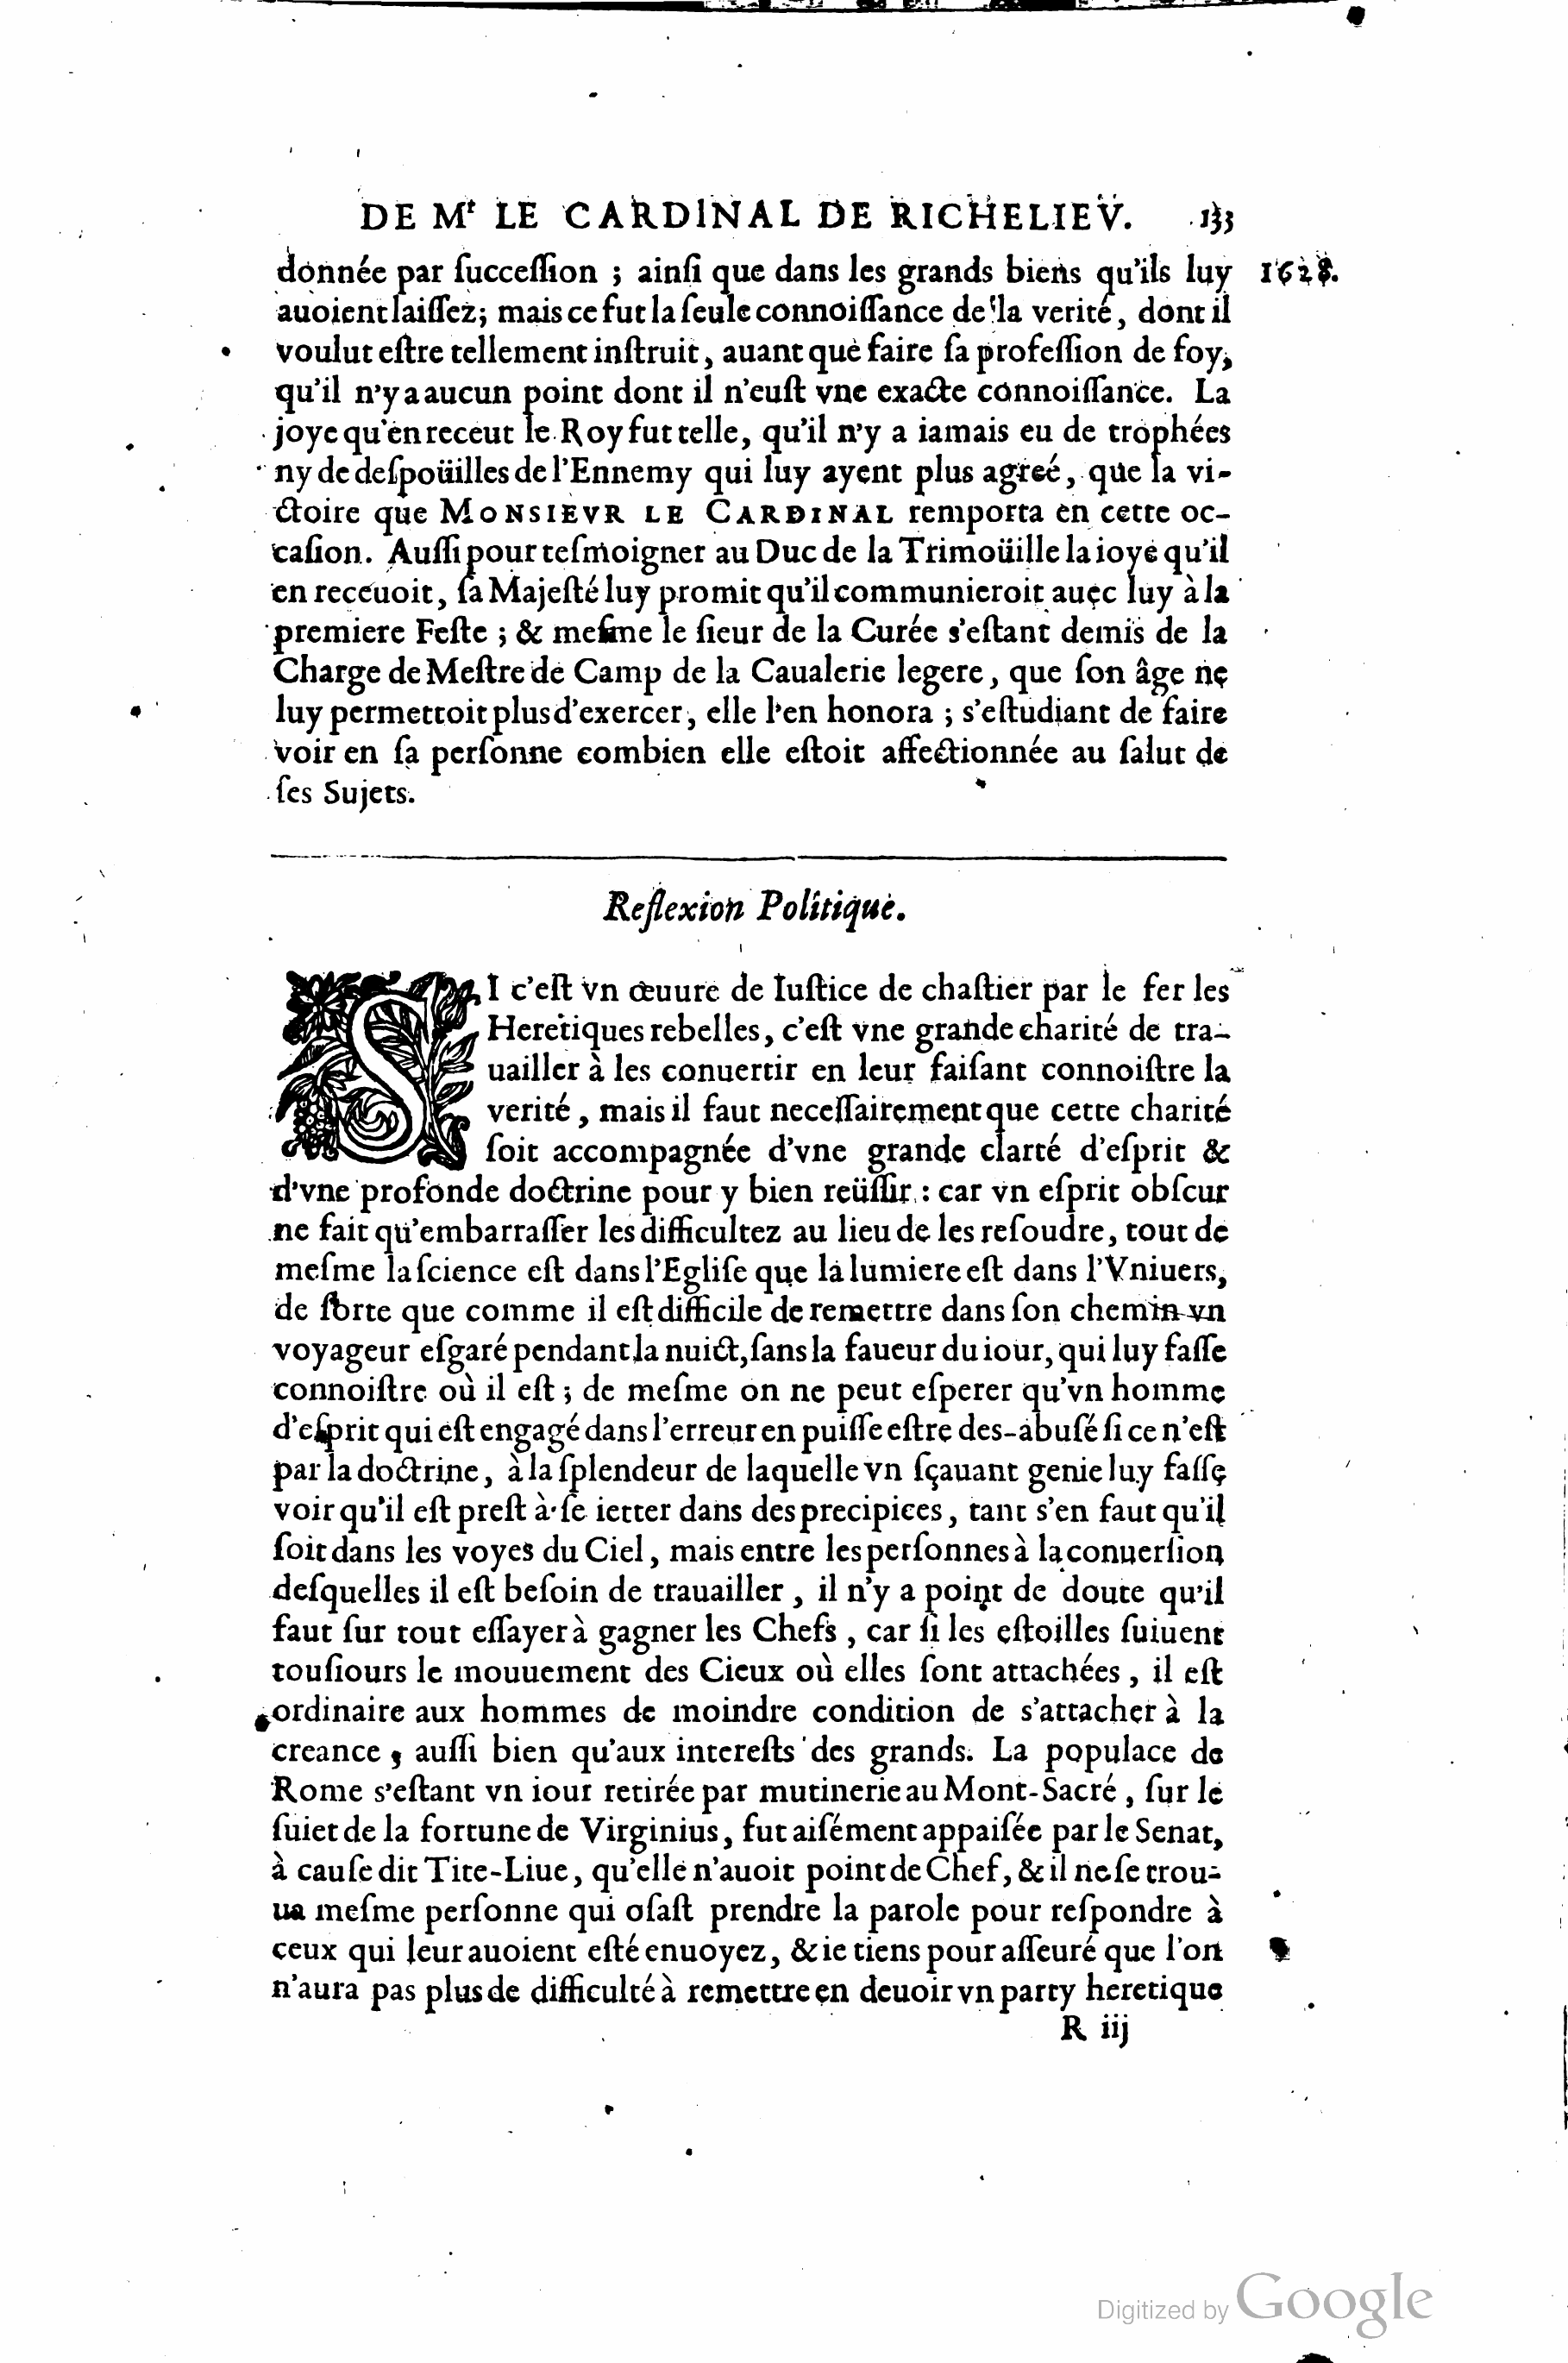 DE Mr LE CARDINAL DE RICHELIEV. 133
donnée par ſucceſſion ; ainſi que dans les grands biens qu'ils luy 1628.
auoient laiſſez; mais ce fut la ſeule connoiſſance de la verité, dont il
voulut eſtre tellement inſtruit, auant que faire ſa profeſſion de foy,
qu'il n'y a aucun point dont il n'euſt vne exacte connoiſſance. La
joye qu'en receut le Roy fut telle, qu'il n'y a iamais eu de trophées
ny de deſpoüilles de l'Ennemy qui luy ayent plus agreé, que la vi-
ctoire que MONSIEVR LE CARDINAL remporta en cette oc-
caſion. Auſſi pour teſmoigner au Duc de la Trimoüille la ioye qu'il
en receuoit, ſa Majeſté luy promit qu'il communieroit auec luy à la
premiere Feſte ; & meſme le ſieur de la Curée s'eſtant demis de la
Charge de Meſtre de Camp de la Caualerie legere, que ſon âge ne
luy permettoit plus d'exercer, elle l'en honora ; s'eſtudiant de faire
voir en ſa perſonne combien elle eſtoit affectionnée au ſalut de
ſes Sujets.
Reflexion Politique.
SI c'eſt vn œuure de Iuſtice de chaſtier par le fer les
Heretiques rebelles, c'eſt vne grande charité de tra-
uailler à les conuertir en leur faiſant connoiſtre la
verité, mais il faut neceſſairement que cette charité
ſoit accompagnée d'vne grande clarté d'eſprit &
d'vne profonde doctrine pour y bien reüſſir : car vn eſprit obſcur
ne fait qu'embarraſſer les difficultez au lieu de les reſoudre, tout de
meſme la ſcience eſt dans l'Egliſe que la lumiere eſt dans l'Vniuers,
de ſorte que comme il eſt difficile de remettre dans ſon chemin vn
voyageur eſgaré pendant la nuict, ſans la faueur du iour, qui luy faſſe
connoiſtre où il eſt ; de meſme on ne peut eſperer qu'vn homme
d'eſprit qui eſt engagé dans l'erreur en puiſſe eſtre des-abuſé ſi ce n'eſt
par la doctrine, à la ſplendeur de laquelle vn ſçauant genie luy faſſe
voir qu'il eſt preſt à ſe ietter dans des precipices, tant s'en faut qu'il
ſoit dans les voyes du Ciel, mais entre les perſonnes à la conuerſion
deſquelles il eſt beſoin de trauailler, il n'y a point de doute qu'il
faut ſur tout eſſayer à gagner les Chefs, car ſi les eſtoilles ſuiuent
touſiours le mouuement des Cieux où elles ſont attachées, il eſt
ordinaire aux hommes de moindre condition de s'attacher à la
creance, auſſi bien qu'aux intereſts des grands. La populace de
Rome s'eſtant vn iour retirée par mutinerie au Mont-Sacré, ſur le
ſuiet de la fortune de Virginius, fut aiſément appaiſée par le Senat,
à cauſe dit Tite-Liue, qu'elle n'auoit point de Chef, & il ne ſe trou-
ua meſme perſonne qui oſaſt prendre la parole pour reſpondre à
ceux qui leur auoient eſté enuoyez, & ie tiens pour aſſeuré que l'on
n'aura pas plus de difficulté à remettre en deuoir vn party heretique
R iij
Digitized by Google